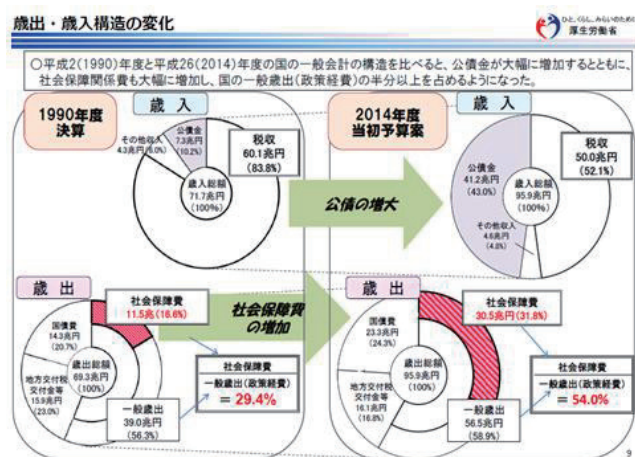 歳出・歳入構造の変化
ひと、くらし、みらいのために
厚生労働省
○平成2(1990)年度と平成26(2014)年度の国の一般会計の構造を比べると、公債金が大幅に増加するとともに、
社会保障関係費も大幅に増加し、国の一般歳出(政策経費)の半分以上を占めるようになった。
1990年度
決算
歳 入
公債金
7.3兆円
(10.2%)
その他収入
4.3兆円(6.0%)
税収
60.1兆円
(83.8%)
歳入総額
71.7兆円
(100%)
公債の増大
2014年度
当初予算案
歳 入
公債金
41.2兆円
(43.0%)
税収
50.0兆円
(52.1%)
歳入総額
95.9兆円
(100%)
その他収入
4.6兆円
(4.8%)
歳 出
社会保障費
11.5兆(16.6%)
国債費
14.3兆円
(20.7%)
歳出総額
69.3兆円
(100%)
地方交付税
交付金等
15.9兆円
(23.0%)
一般歳出
39.0兆円
(56.3%)
社会保障費
一般歳出(政策経費)
= 29.4%
社会保障費
の増加
歳 出
社会保障費
30.5兆円(31.8%)
国債費
23.3兆円
(24.3%)
歳出総額
95.9兆円
(100%)
地方交付税
交付金等
16.1兆円
(16.8%)
一般歳出
56.5兆円
(58.9%)
社会保障費
一般歳出(政策経費)
= 54.0%
9